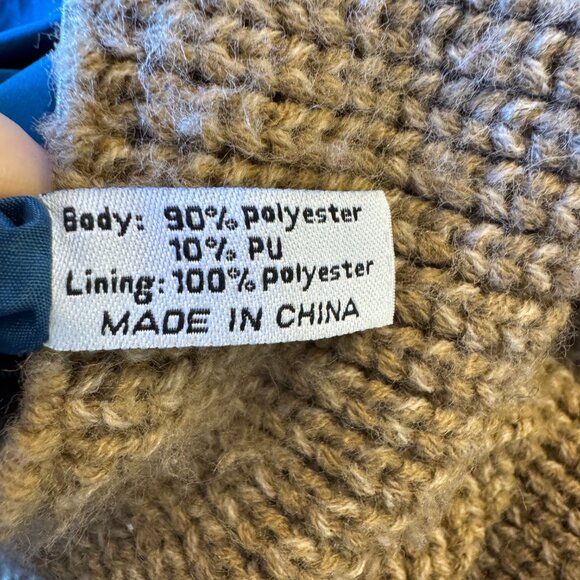 Body: 90% polyester
10% PU
Lining: 100% polyester
MADE IN CHINA